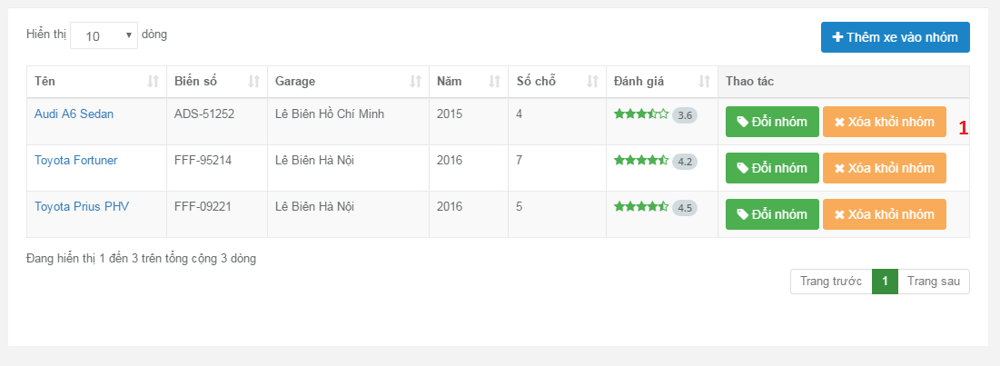 Hiển thị 10 dòng
Thêm xe vào nhóm
Tên Biển số Garage Năm Số chỗ Đánh giá Thao tác
Audi A6 Sedan ADS-51252 Lê Biên Hồ Chí Minh 2015 4 3.6 Đổi nhóm Xóa khỏi nhóm 1
Toyota Fortuner FFF-95214 Lê Biên Hà Nội 2016 7 4.2 Đổi nhóm Xóa khỏi nhóm
Toyota Prius PHV FFF-09221 Lê Biên Hà Nội 2016 5 4.5 Đổi nhóm Xóa khỏi nhóm
Đang hiển thị 1 đến 3 trên tổng cộng 3 dòng
Trang trước 1 Trang sau